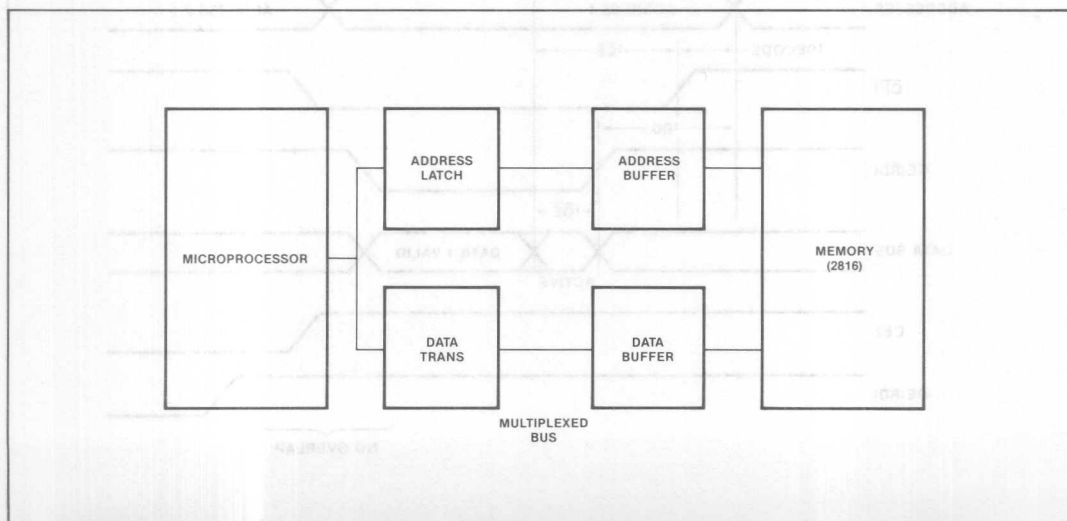 MICROPROCESSOR
ADDRESS
LATCH
ADDRESS
BUFFER
MEMORY
(2816)
DATA
TRANS
DATA
BUFFER
MULTIPLEXED
BUS